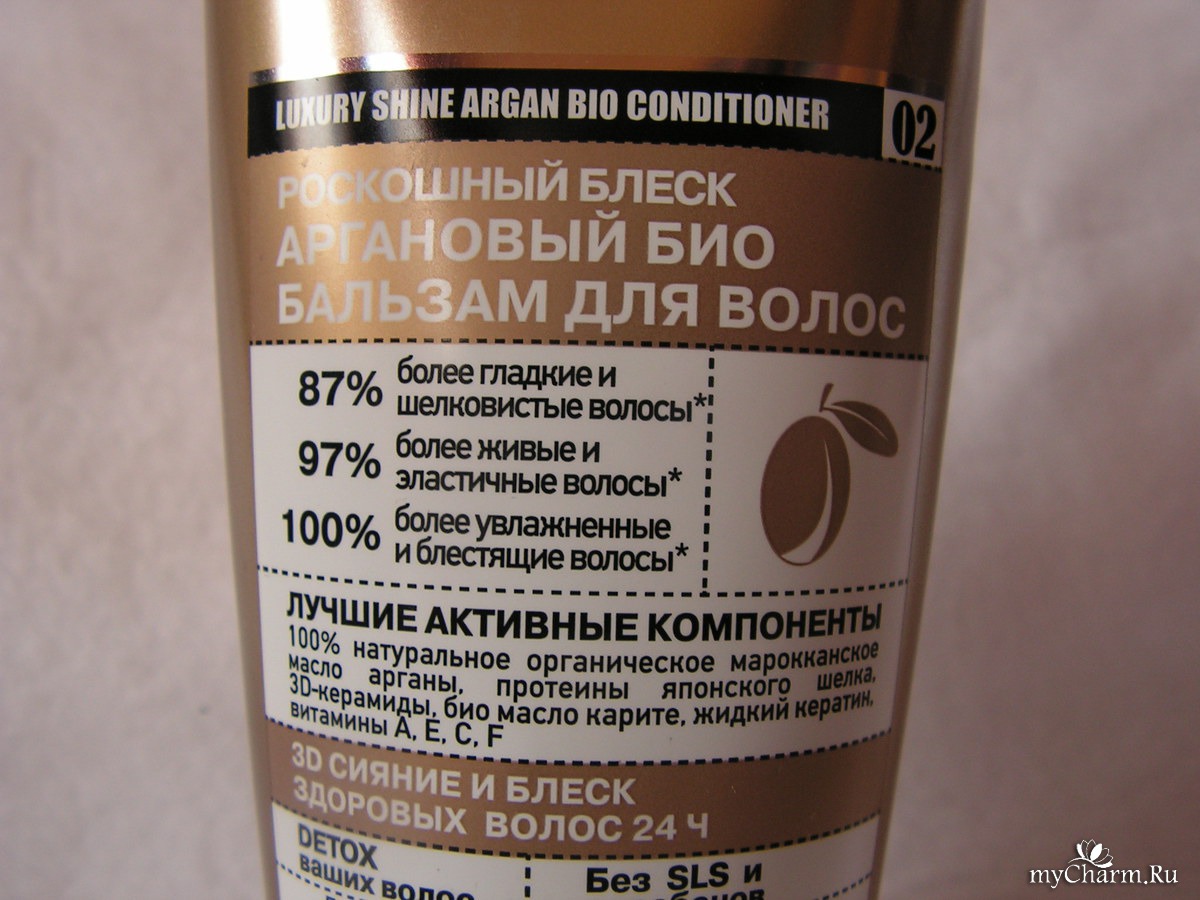 LUXURY SHINE ARGAN BIO CONDITIONER
02
РОСКОШНЫЙ БЛЕСК
АРГАНОВЫЙ БИО
БАЛЬЗАМ ДЛЯ ВОЛОС
87% более гладкие и
шелковистые волосы*
97% более живые и
эластичные волосы*
100% более увлажненные
и блестящие волосы*
ЛУЧШИЕ АКТИВНЫЕ КОМПОНЕНТЫ
100% натуральное органическое марокканское
масло арганы, протеины японского шелка,
3D-керамиды, био масло карите, жидкий кератин,
витамины A, E, C, F
3D СИЯНИЕ И БЛЕСК
ЗДОРОВЫХ ВОЛОС 24 Ч
DETOX
ваших волос
Без SLS и
myCharm.Ru